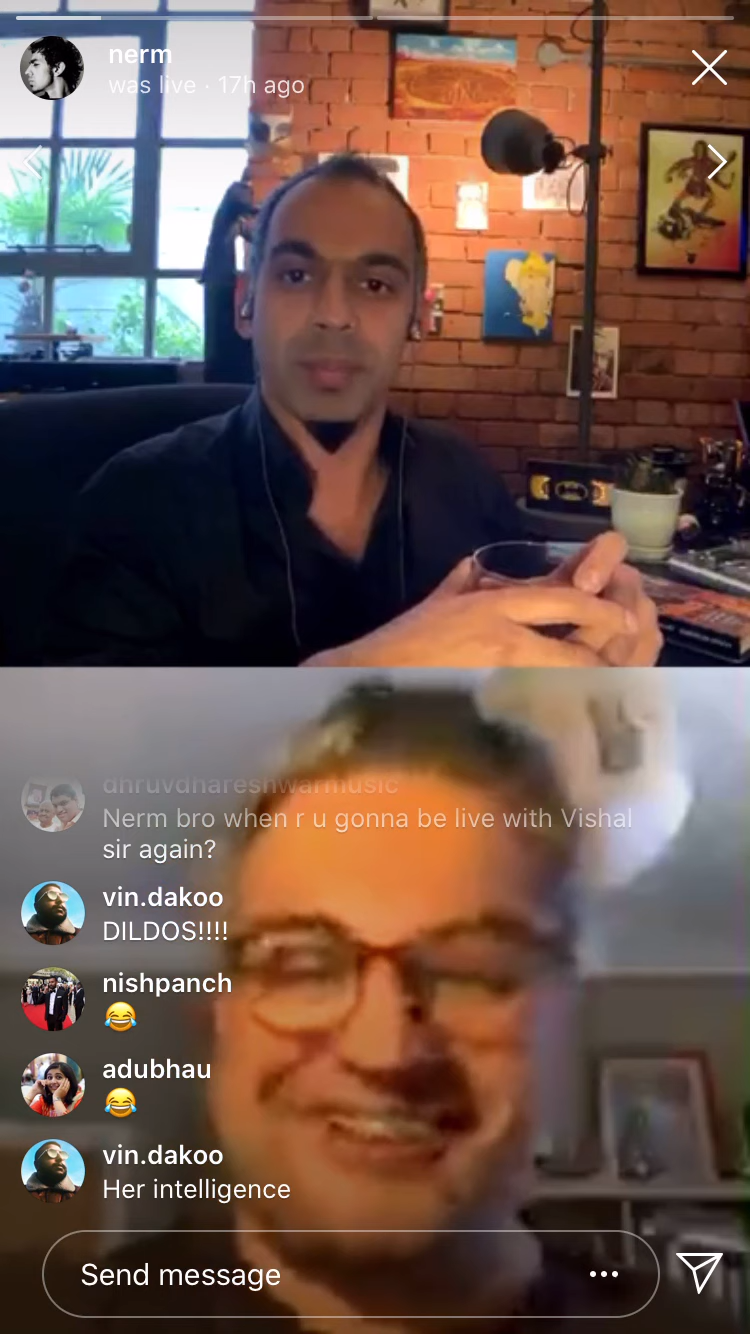 nerm
was live · 17h ago
dhruvdhareshwarmusic
Nerm bro when r u gonna be live with Vishal
sir again?
vin.dakoo
DILDOS!!!!
nishpanch
😂
adubhau
😂
vin.dakoo
Her intelligence
Send message